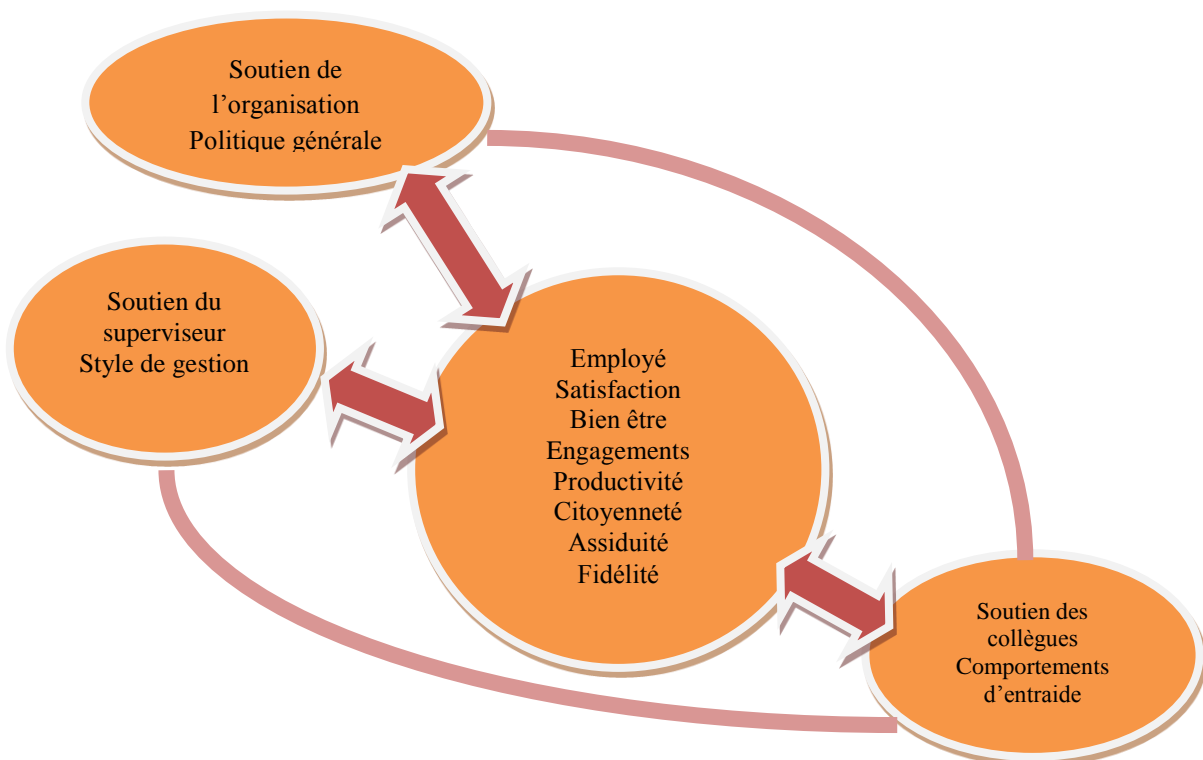 Soutien de
l’organisation
Politique générale
Soutien du
superviseur
Style de gestion
Employé
Satisfaction
Bien être
Engagements
Productivité
Citoyenneté
Assiduité
Fidélité
Soutien des
collègues
Comportements
d’entraide